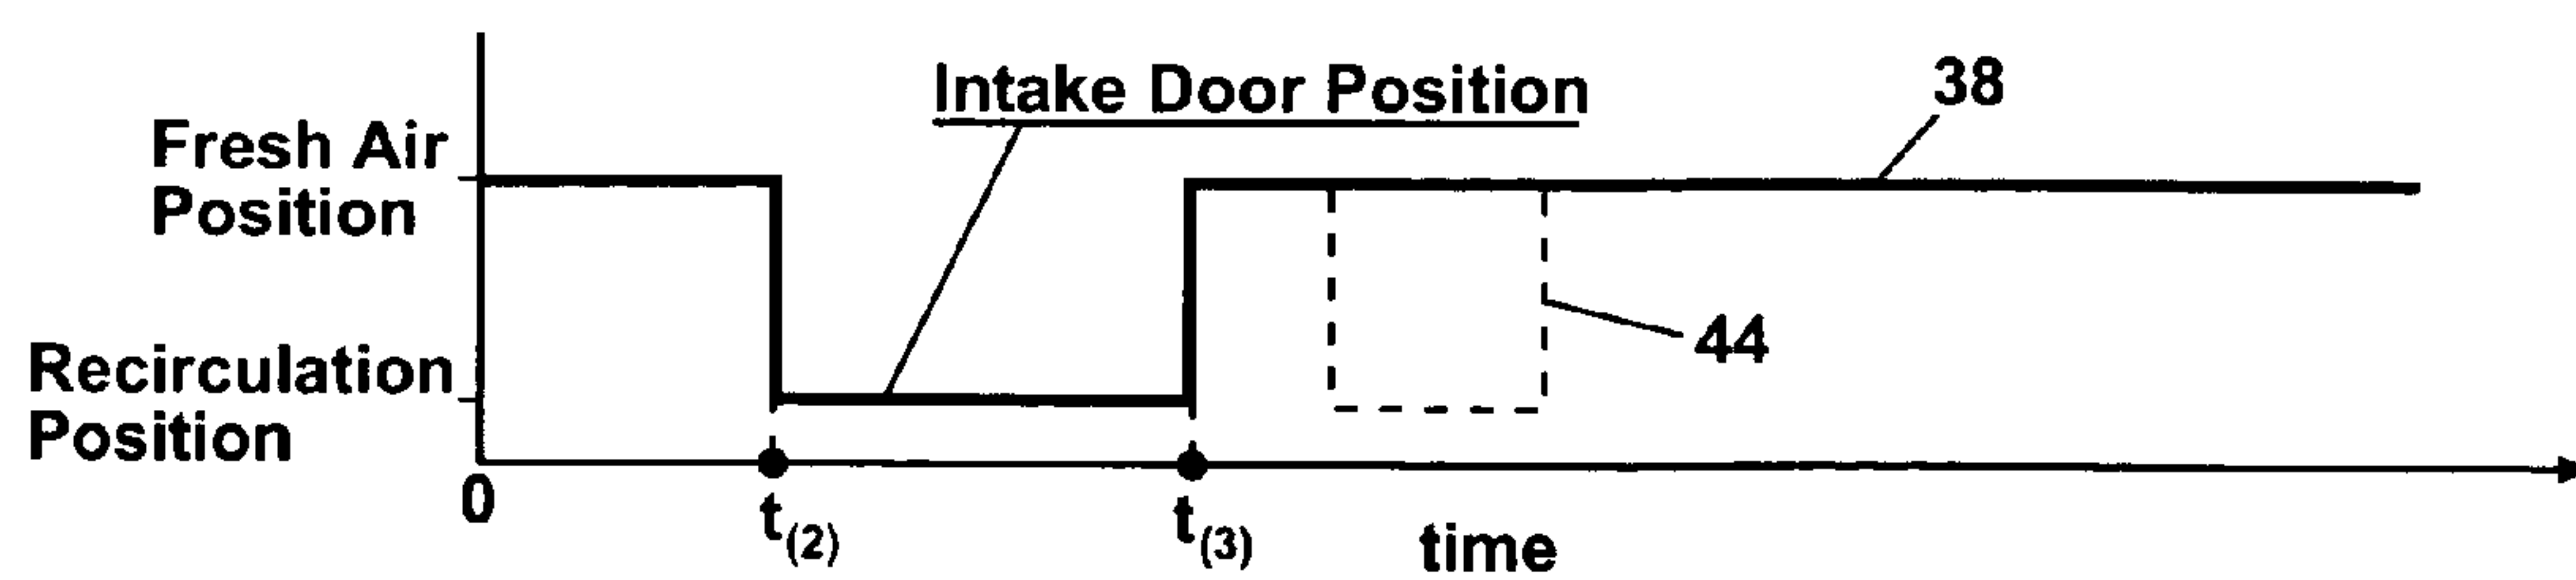 Intake Door Position
38
Fresh Air
Position
44
Recirculation
Position
0
t(2)
t(3)
time